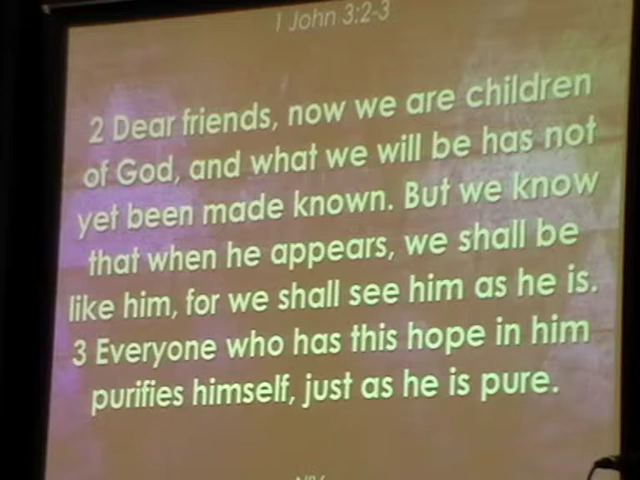 1 John 3:2-3
2 Dear friends, now we are children
of God, and what we will be has not
yet been made known. But we know
that when he appears, we shall be
like him, for we shall see him as he is.
3 Everyone who has this hope in him
purifies himself, just as he is pure.
NIV